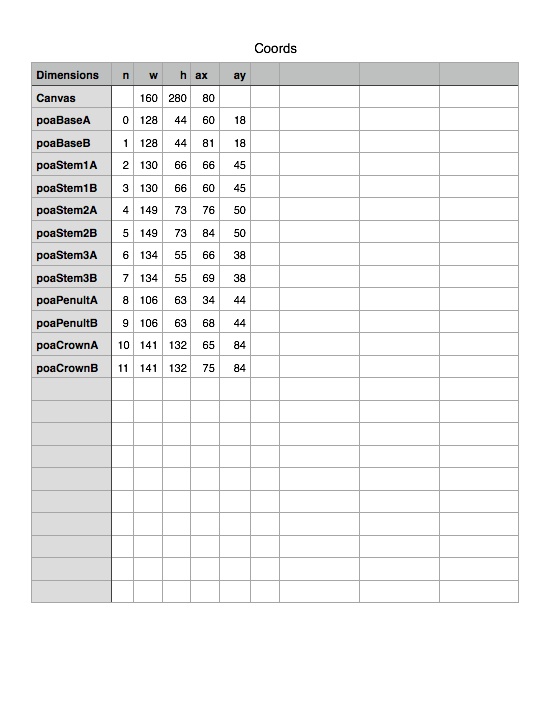 Coords
Dimensions n w h ax ay
Canvas 160 280 80
poaBaseA 0 128 44 60 18
poaBaseB 1 128 44 81 18
poaStem1A 2 130 66 66 45
poaStem1B 3 130 66 60 45
poaStem2A 4 149 73 76 50
poaStem2B 5 149 73 84 50
poaStem3A 6 134 55 66 38
poaStem3B 7 134 55 69 38
poaPenultA 8 106 63 34 44
poaPenultB 9 106 63 68 44
poaCrownA 10 141 132 65 84
poaCrownB 11 141 132 75 84